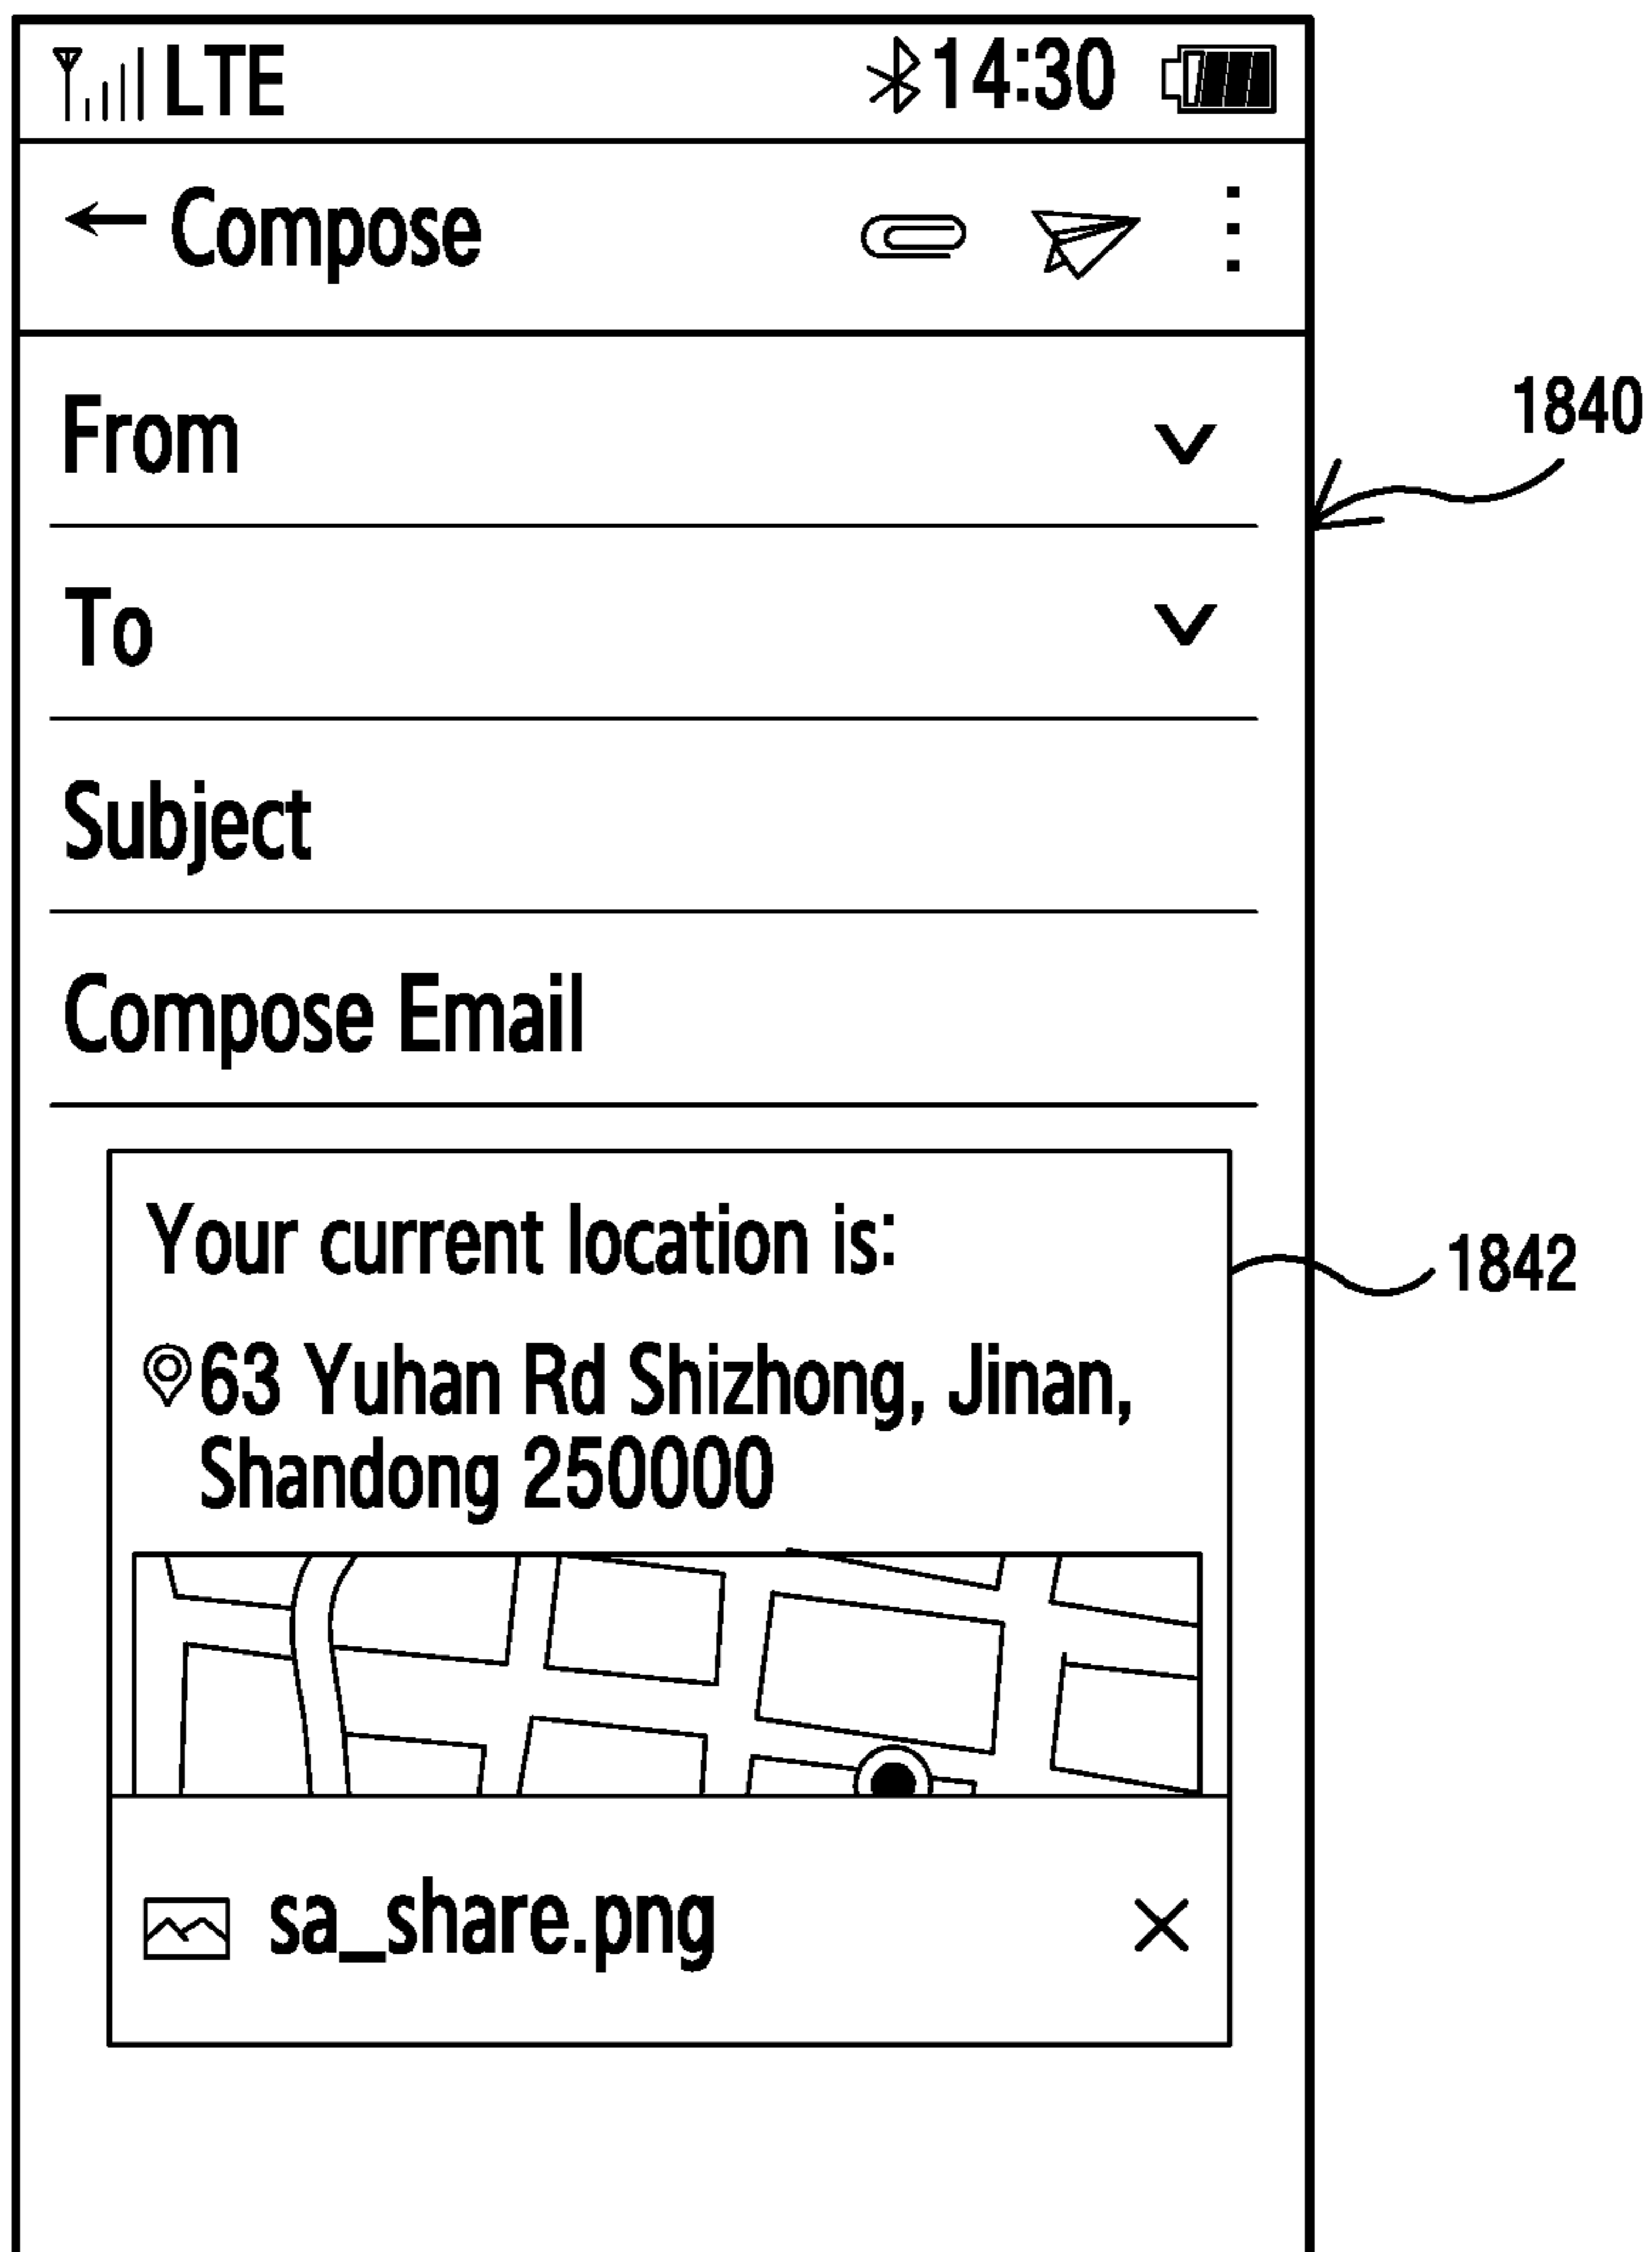 LTE 14:30
Compose
From
1840
To
Subject
Compose Email
Your current location is:
1842
63 Yuhan Rd Shizhong, Jinan,
Shandong 250000
sa_share.png